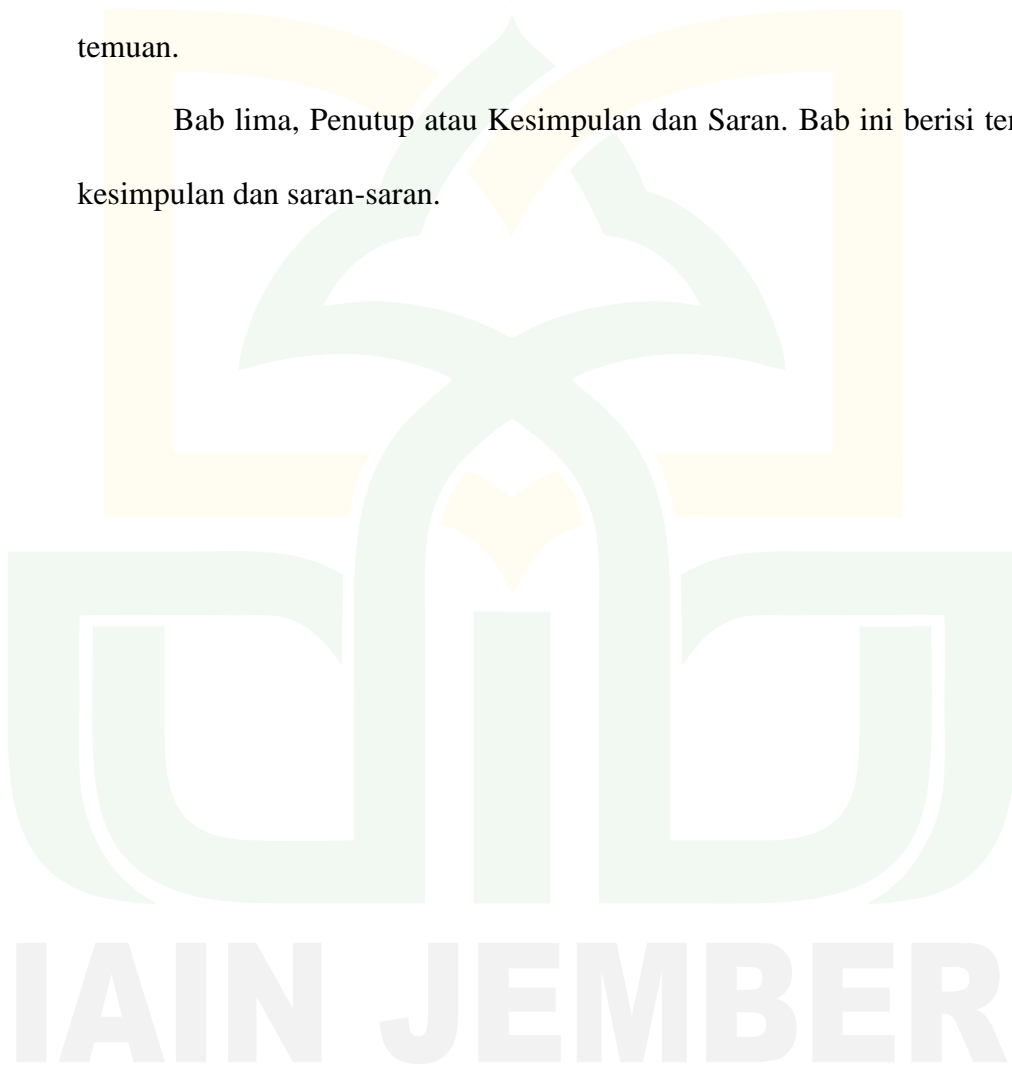 temuan.
Bab lima, Penutup atau Kesimpulan dan Saran. Bab ini berisi
kesimpulan dan saran-saran.
IAIN JEMBER